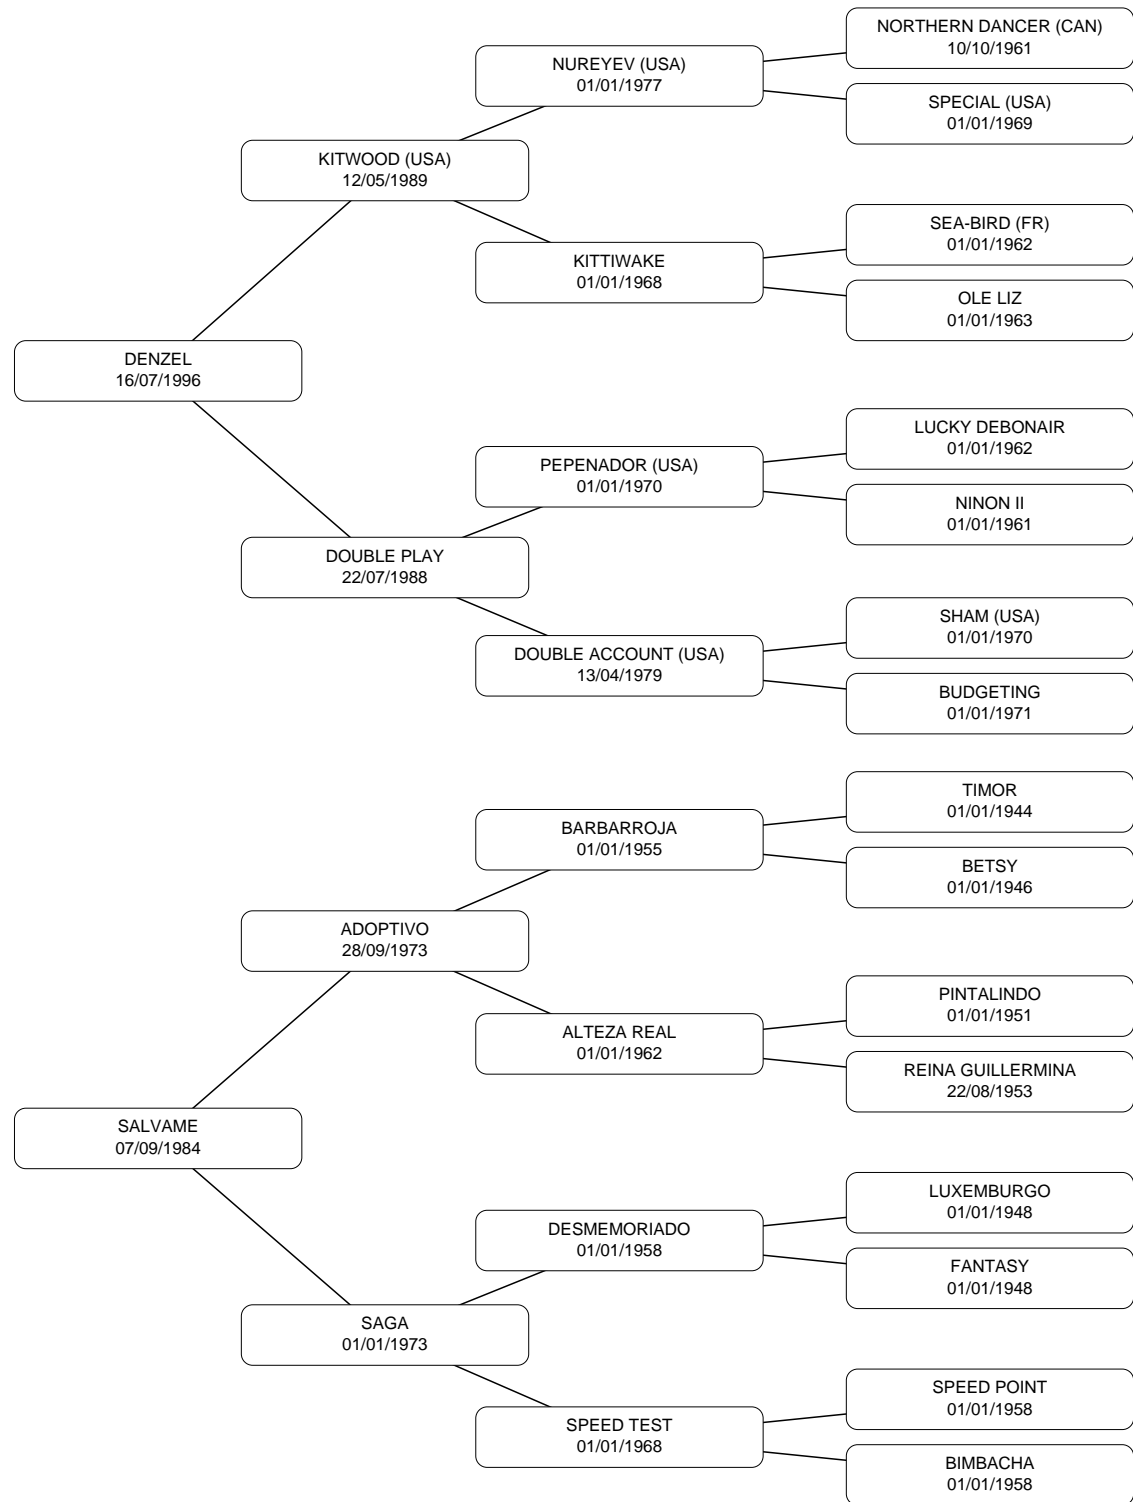 NORTHERN DANCER (CAN)
10/10/1961
NUREYEV (USA)
01/01/1977
SPECIAL (USA)
01/01/1969
KITWOOD (USA)
12/05/1989
SEA-BIRD (FR)
01/01/1962
KITTIWAKE
01/01/1968
OLE LIZ
01/01/1963
DENZEL
16/07/1996
LUCKY DEBONAIR
01/01/1962
PEPENADOR (USA)
01/01/1970
NINON II
01/01/1961
DOUBLE PLAY
22/07/1988
SHAM (USA)
01/01/1970
DOUBLE ACCOUNT (USA)
13/04/1979
BUDGETING
01/01/1971
TIMOR
01/01/1944
BARBARROJA
01/01/1955
BETSY
01/01/1946
ADOPTIVO
28/09/1973
PINTALINDO
01/01/1951
ALTEZA REAL
01/01/1962
REINA GUILLERMINA
22/08/1953
SALVAME
07/09/1984
LUXEMBURGO
01/01/1948
DESMEMORIADO
01/01/1958
FANTASY
01/01/1948
SAGA
01/01/1973
SPEED POINT
01/01/1958
SPEED TEST
01/01/1968
BIMBACHA
01/01/1958